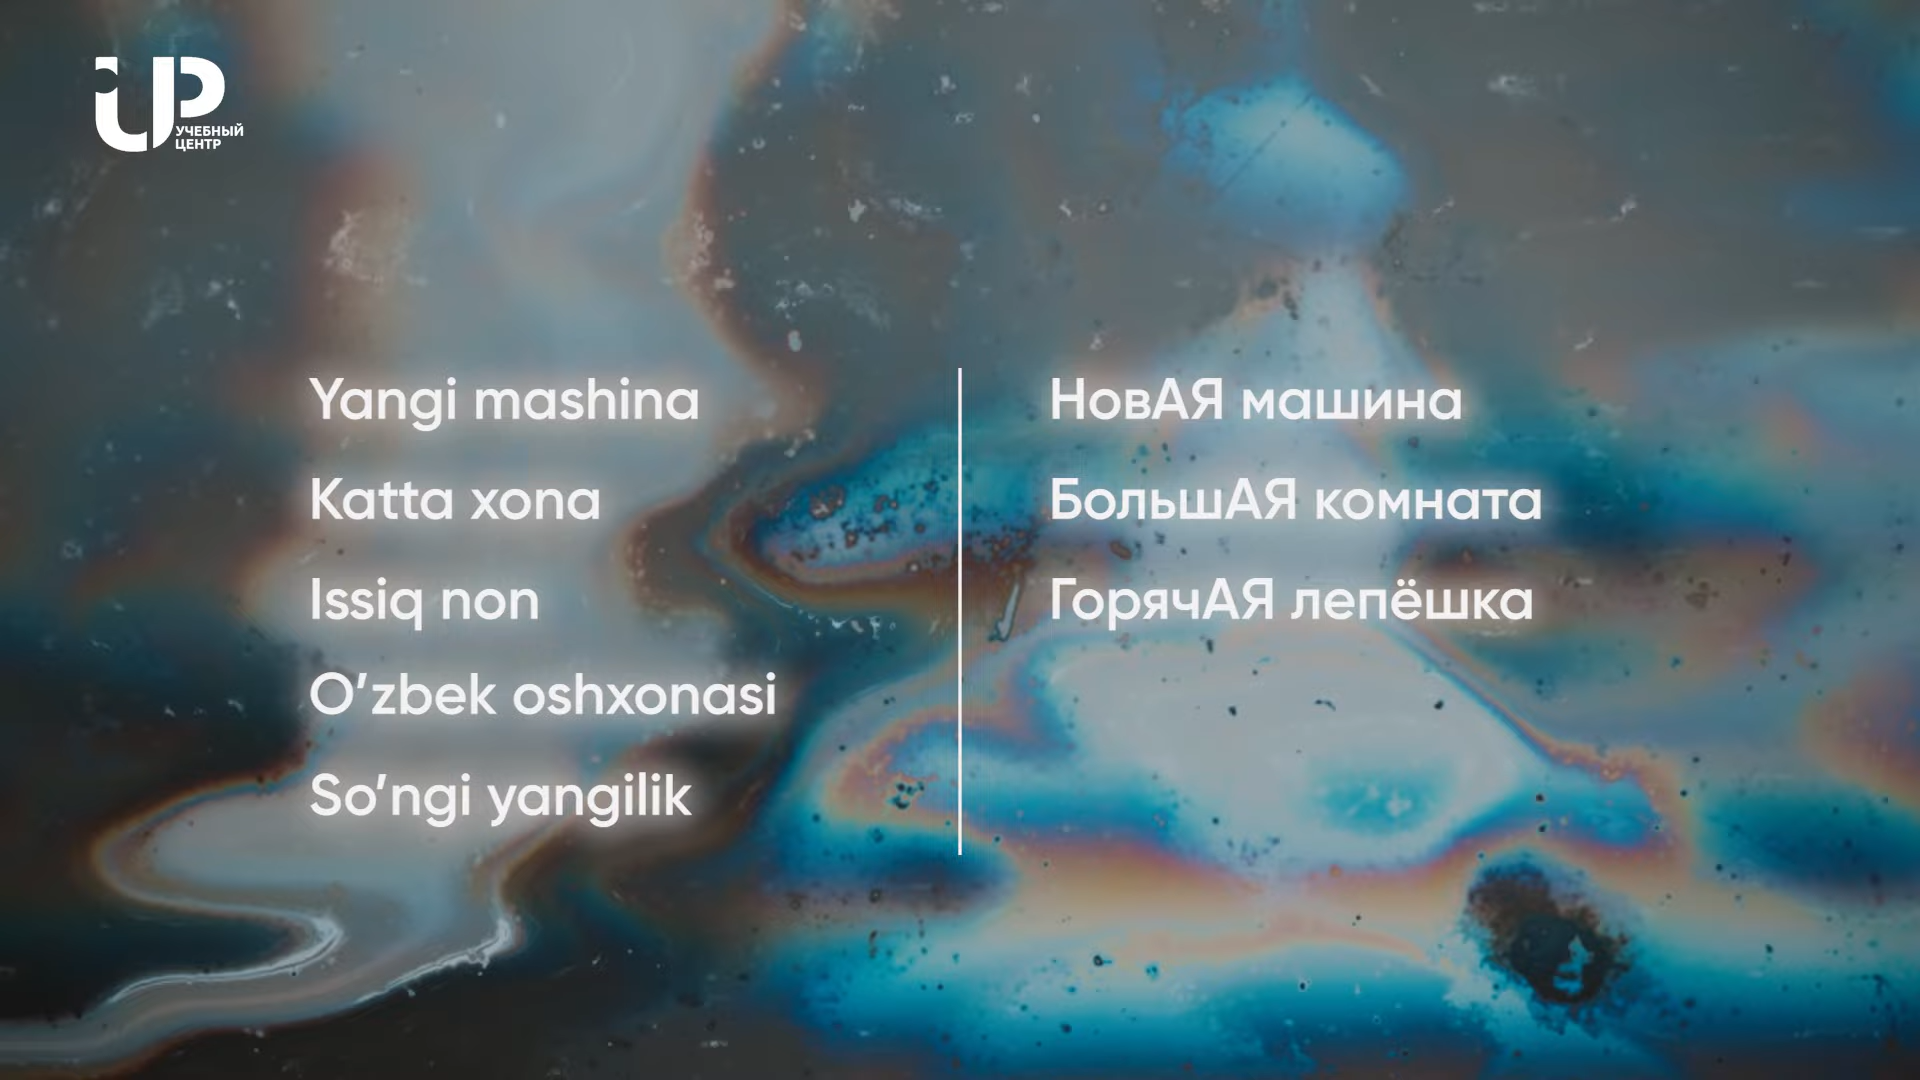 UP
УЧЕБНЫЙ
ЦЕНТР
Yangi mashina
Katta xona
Issiq non
O’zbek oshxonasi
So’ngi yangilik
НовАЯ машина
БольшАЯ комната
ГорячАЯ лепёшка